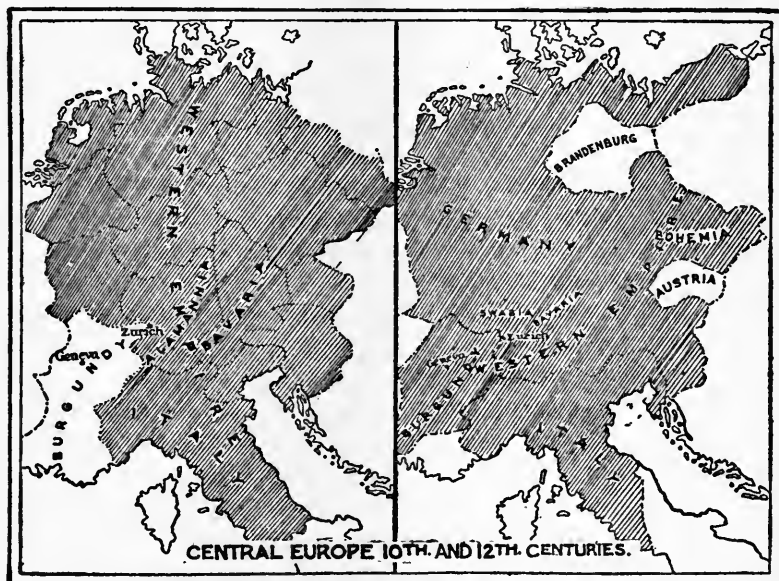 WESTERN EMPIRE
ALAMANNIA
BAVARIA
Zurich
Geneva
BURGUNDY
ITALY
BRANDENBURG
GERMANY
BOHEMIA
AUSTRIA
SWABIA
BAVARIA
Zurich
Geneva
BURGUNDY
WESTERN EMPIRE
ITALY
CENTRAL EUROPE 10TH. AND 12TH. CENTURIES.